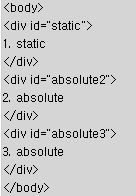 <body>
<div id="static">
1. static
</div>
<div id="absolute2">
2. absolute
</div>
<div id="absolute3">
3. absolute
</div>
</body>